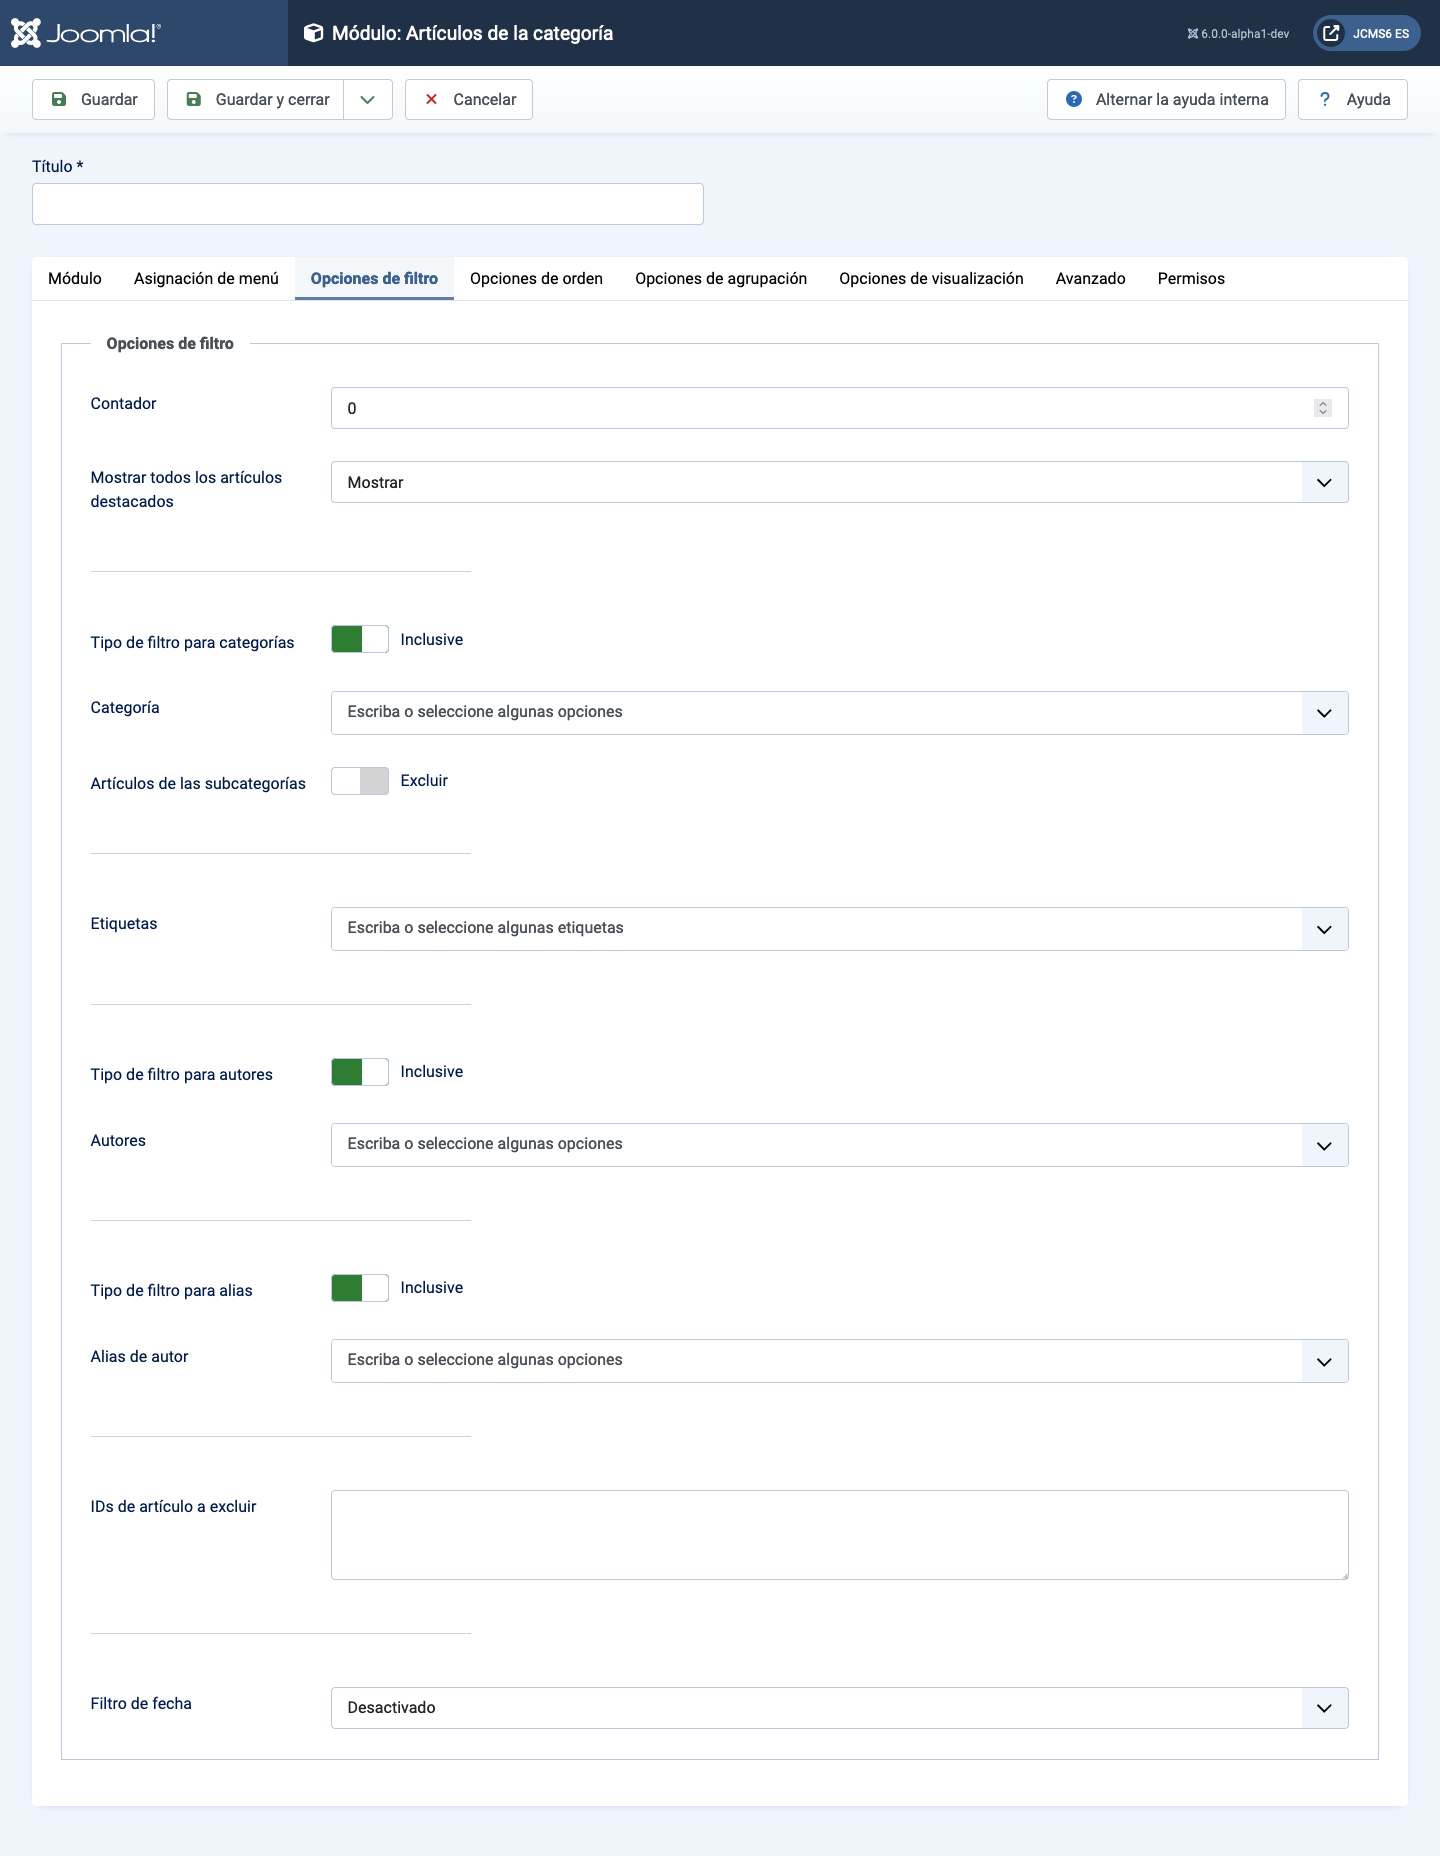 Joomla!®
Módulo: Artículos de la categoría
6.0.0-alpha1-dev
JCMS6 ES
Guardar
Guardar y cerrar
Cancelar
Alternar la ayuda interna
? Ayuda
Título *
Módulo Asignación de menú Opciones de filtro Opciones de orden Opciones de agrupación Opciones de visualización Avanzado Permisos
Opciones de filtro
Contador
0
Mostrar todos los artículos
destacados
Mostrar
Tipo de filtro para categorías
Inclusive
Categoría
Escriba o seleccione algunas opciones
Artículos de las subcategorías
Excluir
Etiquetas
Escriba o seleccione algunas etiquetas
Tipo de filtro para autores
Inclusive
Autores
Escriba o seleccione algunas opciones
Tipo de filtro para alias
Inclusive
Alias de autor
Escriba o seleccione algunas opciones
IDs de artículo a excluir
Filtro de fecha
Desactivado